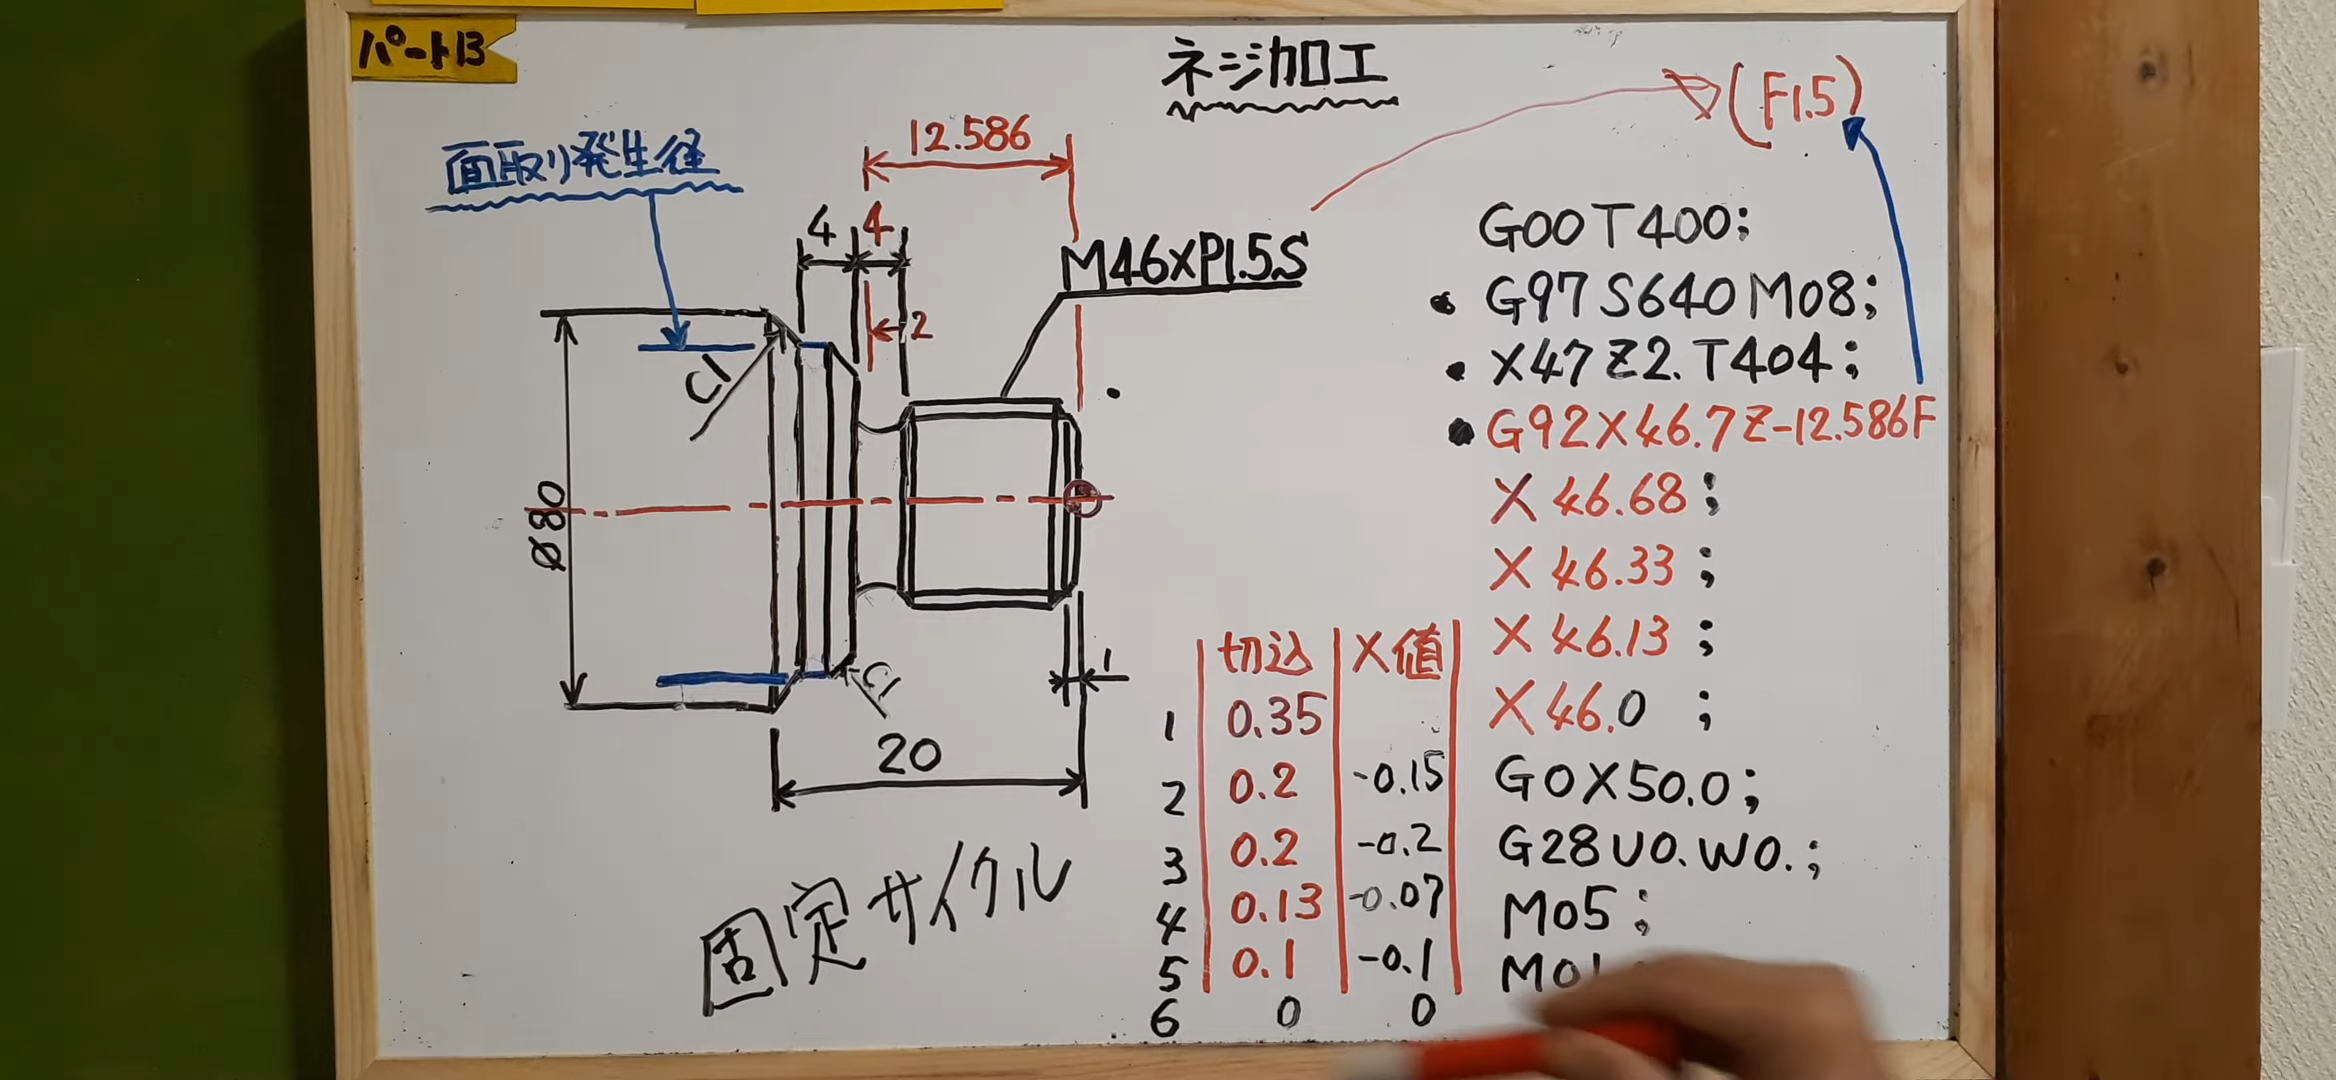 パート13
ネジ加工
(F1.5)
面取り発生径
12.586
4
4
M46×P1.5S
2
C1
Ø80
C1
1
20
固定サイクル
G00T400;
G97S640M08;
X47Z2.T404;
G92X46.7Z-12.586F
X46.68;
X46.33;
X46.13;
X46.0;
G0X50.0;
G28U0.W0.;
M05;
M01
切込 X値
1 0.35
2 0.2 -0.15
3 0.2 -0.2
4 0.13 -0.07
5 0.1 -0.1
6 0 0